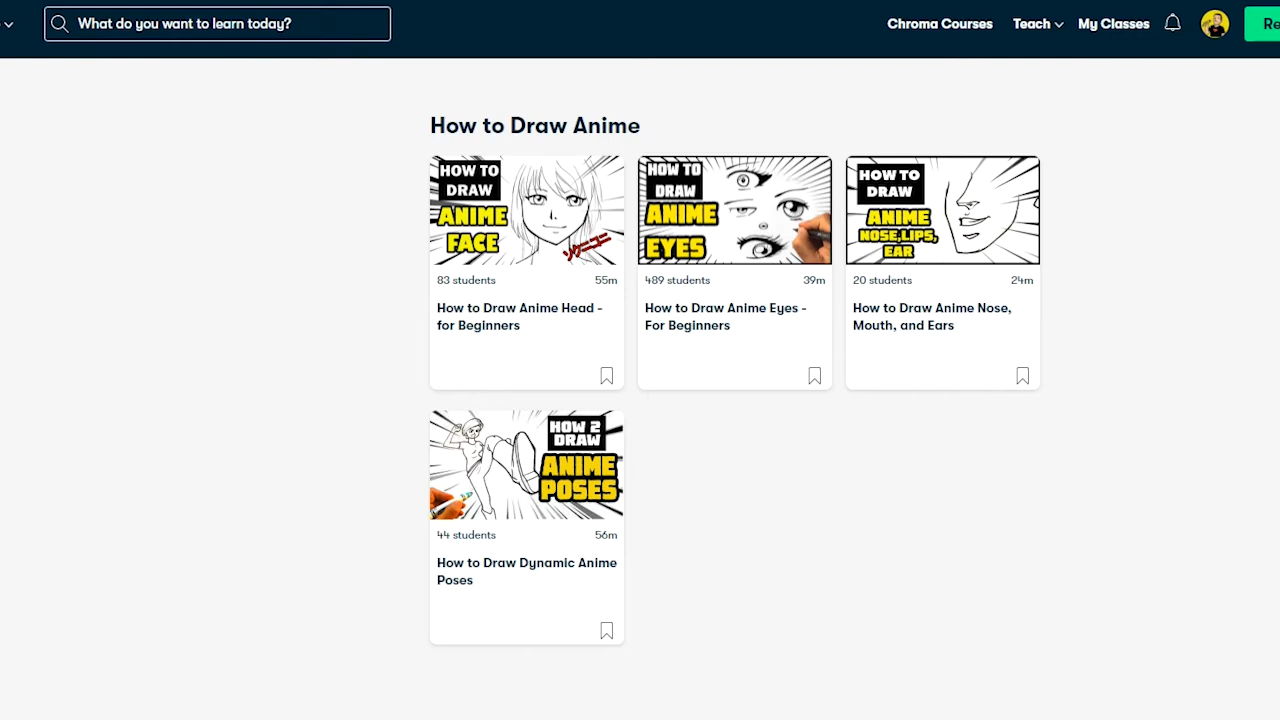 What do you want to learn today?
Chroma Courses Teach My Classes Re
How to Draw Anime
HOW TO
DRAW
ANIME
FACE
HOW TO
DRAW
ANIME
EYES
HOW TO
DRAW
ANIME
NOSE,LIPS,
EAR
83 students 55m
How to Draw Anime Head -
for Beginners
489 students 39m
How to Draw Anime Eyes -
For Beginners
20 students 24m
How to Draw Anime Nose,
Mouth, and Ears
HOW 2
DRAW
ANIME
POSES
44 students 56m
How to Draw Dynamic Anime
Poses